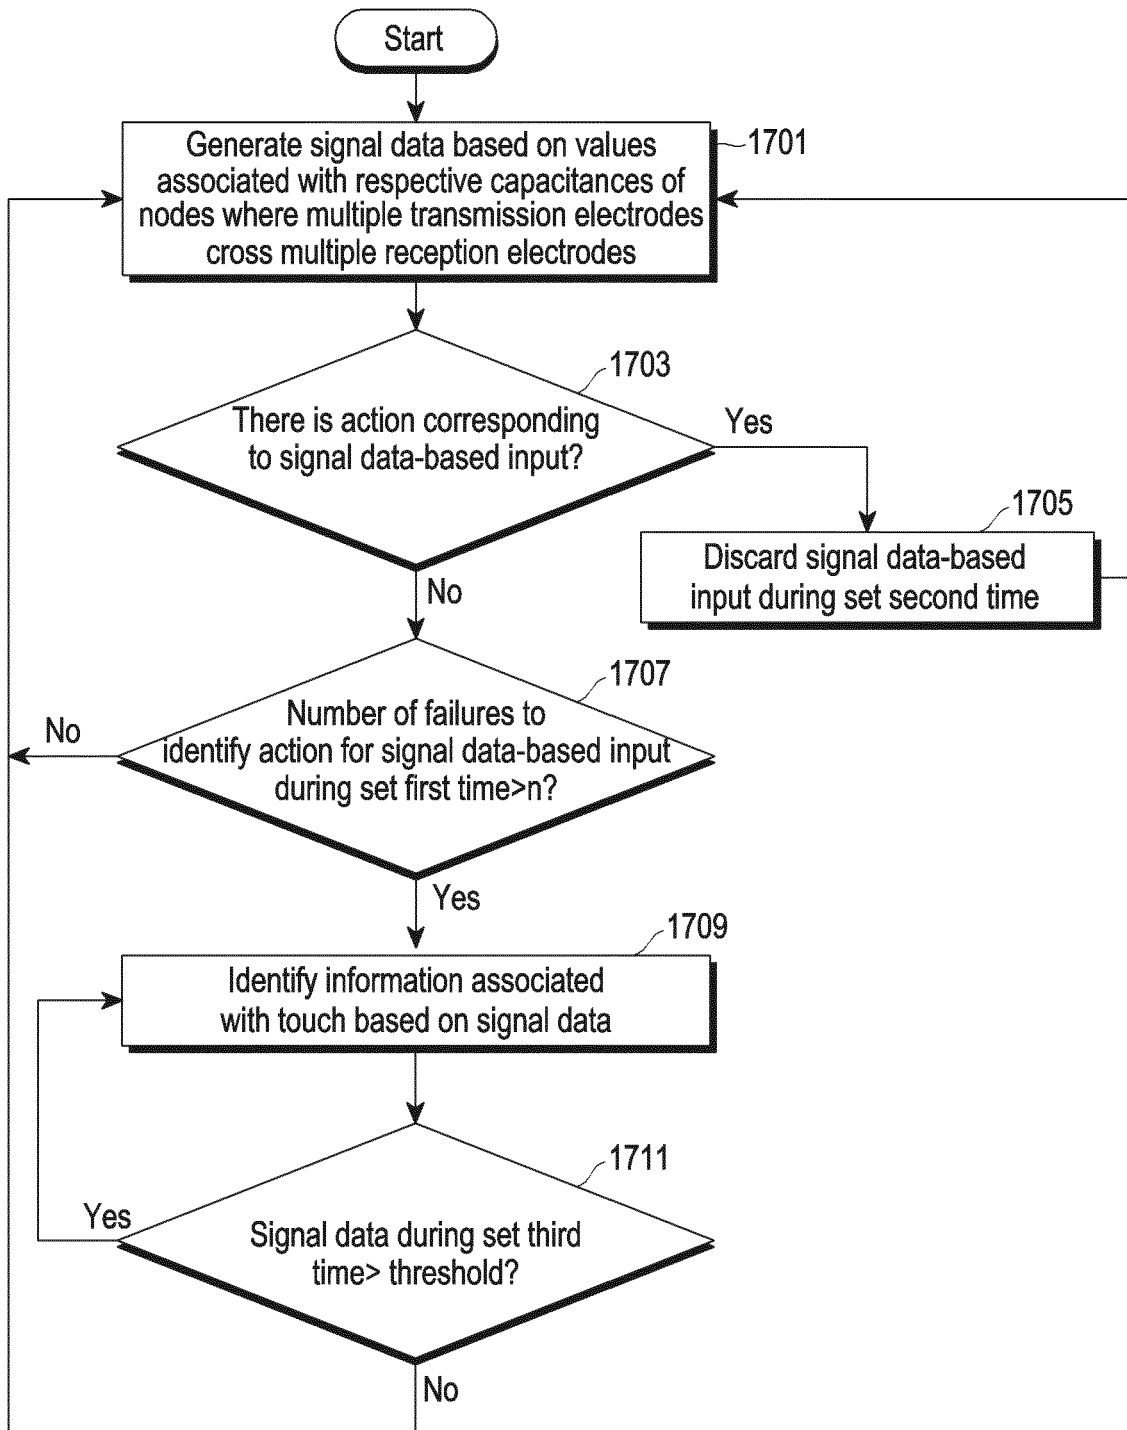 Start
1701
Generate signal data based on values
associated with respective capacitances of
nodes where multiple transmission electrodes
cross multiple reception electrodes
1703
There is action corresponding
to signal data-based input?
Yes
1705
Discard signal data-based
input during set second time
No
1707
Number of failures to
identify action for signal data-based input
during set first time>n?
No
Yes
1709
Identify information associated
with touch based on signal data
1711
Signal data during set third
time> threshold?
Yes
No